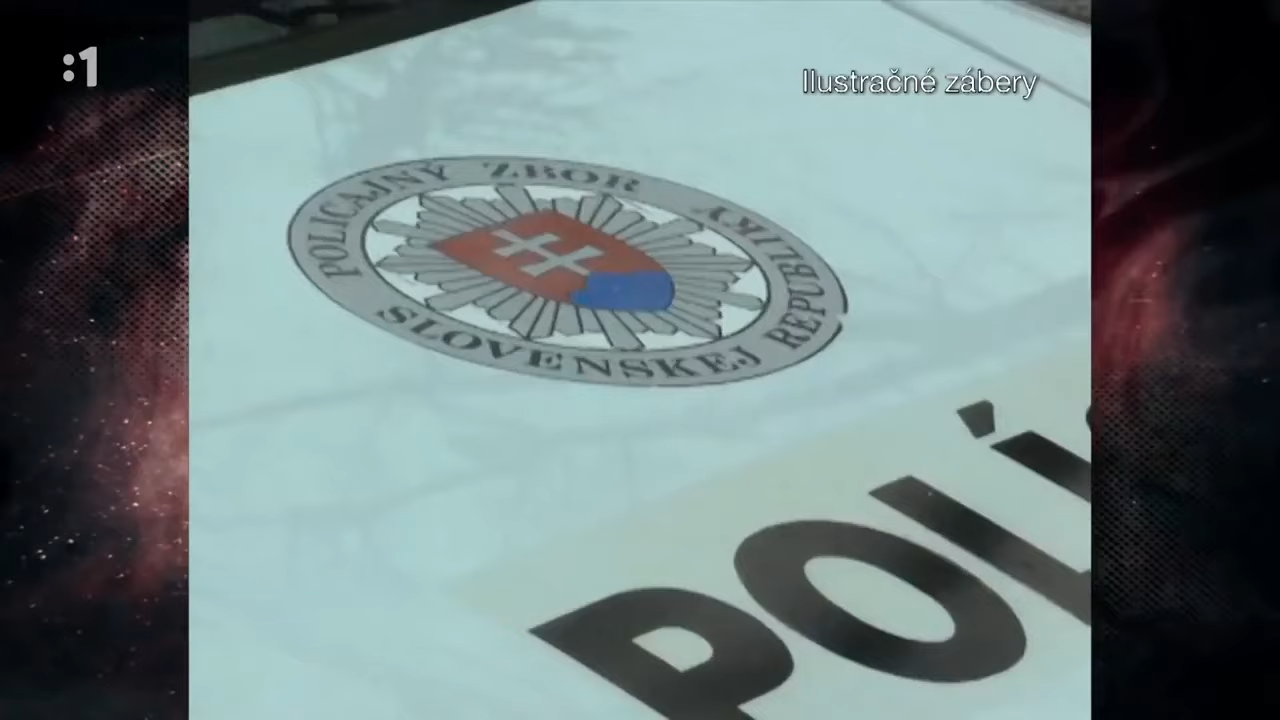 :1
Ilustračné zábery
POLICAJNÝ ZBOR
SLOVENSKEJ REPUBLIKY
POLÍ